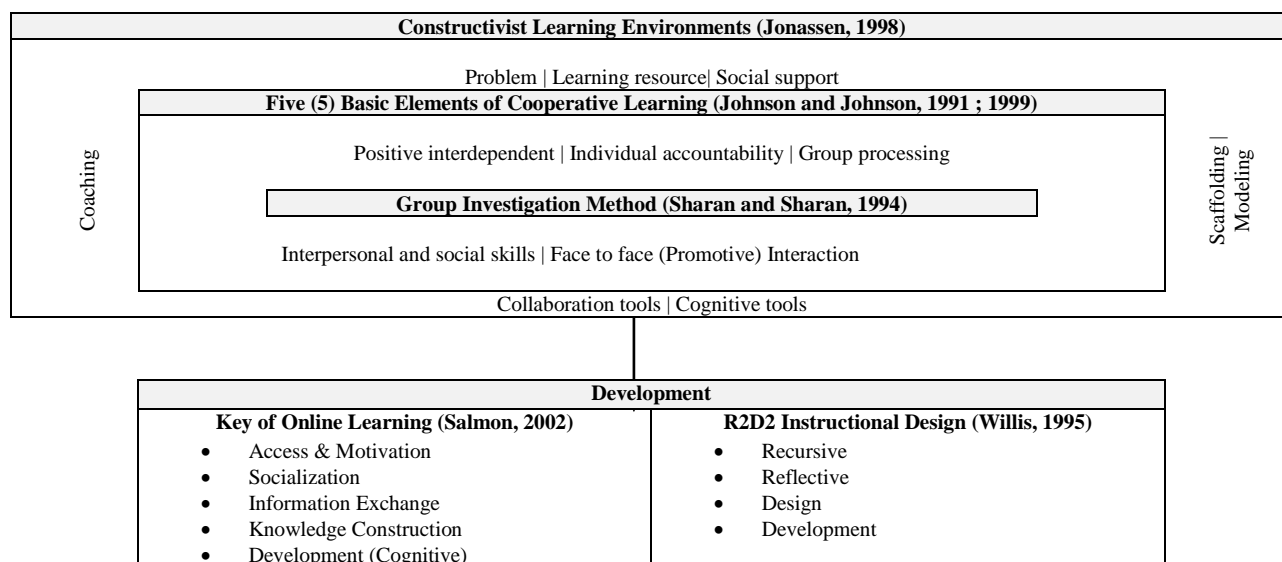 Constructivist Learning Environments (Jonassen, 1998)
Problem | Learning resource| Social support
Five (5) Basic Elements of Cooperative Learning (Johnson and Johnson, 1991 ; 1999)
Positive interdependent | Individual accountability | Group processing
Coaching
Scaffolding |
Modeling
Group Investigation Method (Sharan and Sharan, 1994)
Interpersonal and social skills | Face to face (Promotive) Interaction
Collaboration tools | Cognitive tools
Development
Key of Online Learning (Salmon, 2002)
• Access & Motivation
• Socialization
• Information Exchange
• Knowledge Construction
• Development (Cognitive)
R2D2 Instructional Design (Willis, 1995)
• Recursive
• Reflective
• Design
• Development